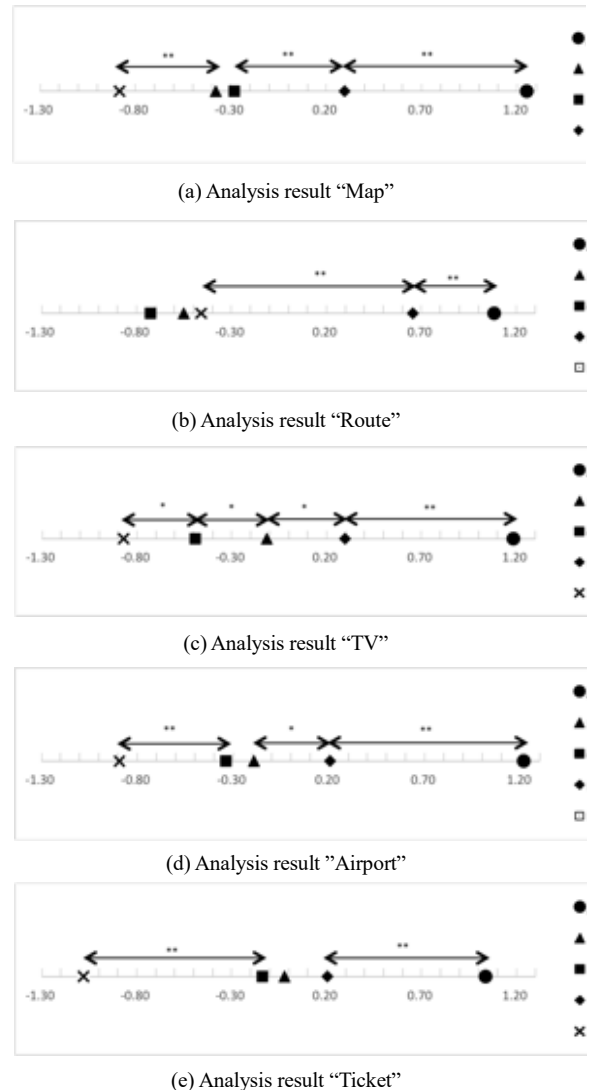 ** ** **
-1.30 -0.80 -0.30 0.20 0.70 1.20
(a) Analysis result “Map”
** **
-1.30 -0.80 -0.30 0.20 0.70 1.20
(b) Analysis result “Route”
* * * **
-1.30 -0.80 -0.30 0.20 0.70 1.20
(c) Analysis result “TV”
** * **
-1.30 -0.80 -0.30 0.20 0.70 1.20
(d) Analysis result ”Airport”
** **
-1.30 -0.80 -0.30 0.20 0.70 1.20
(e) Analysis result “Ticket”